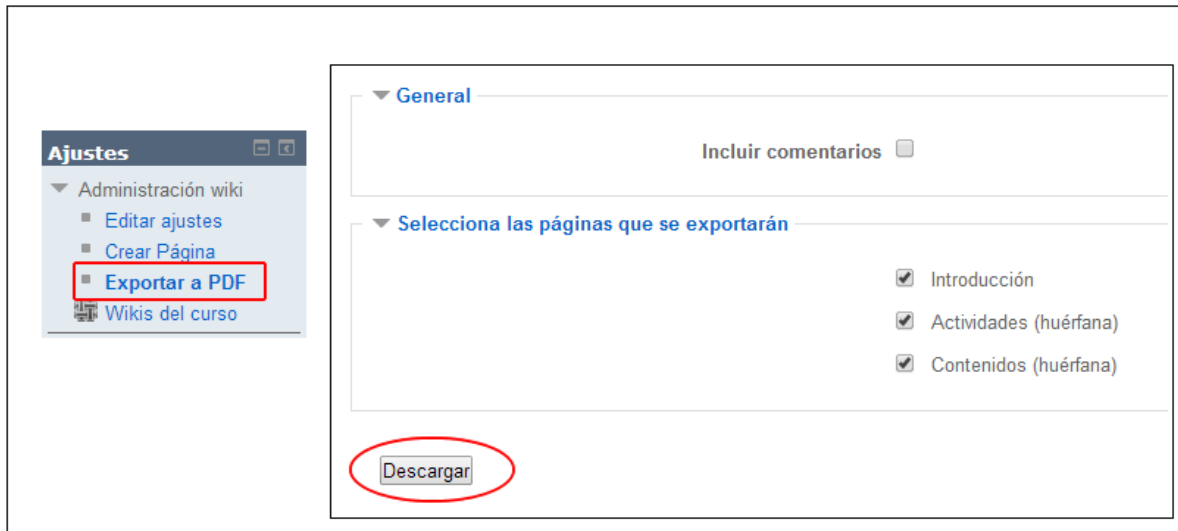 Ajustes
Administración wiki
Editar ajustes
Crear Página
Exportar a PDF
Wikis del curso
General
Incluir comentarios
Selecciona las páginas que se exportarán
Introducción
Actividades (huérfana)
Contenidos (huérfana)
Descargar